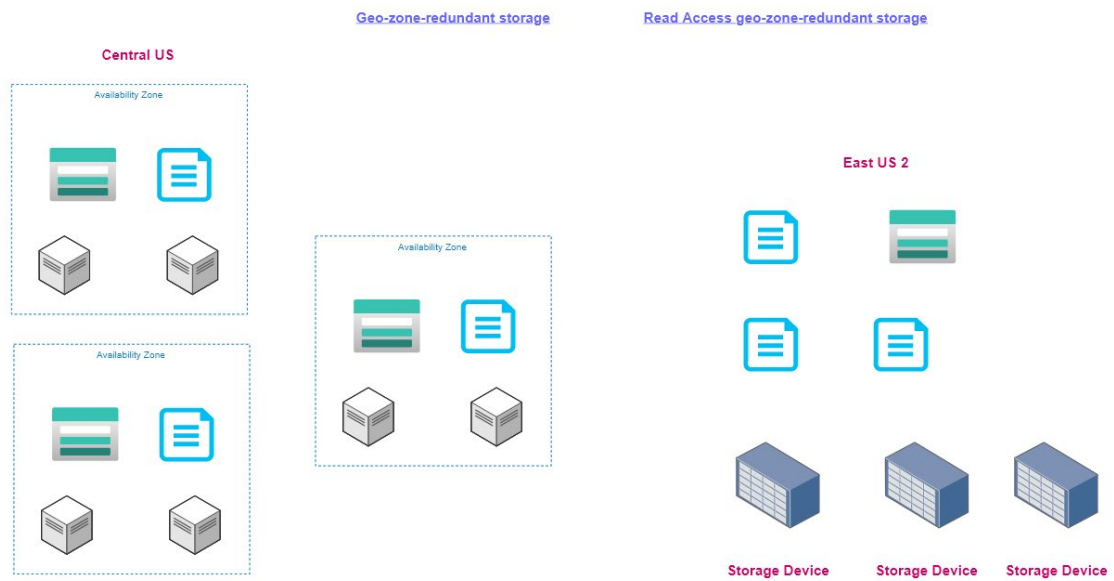 Geo-zone-redundant storage
Read Access geo-zone-redundant storage
Central US
Availability Zone
East US 2
Availability Zone
Availability Zone
Storage Device
Storage Device
Storage Device